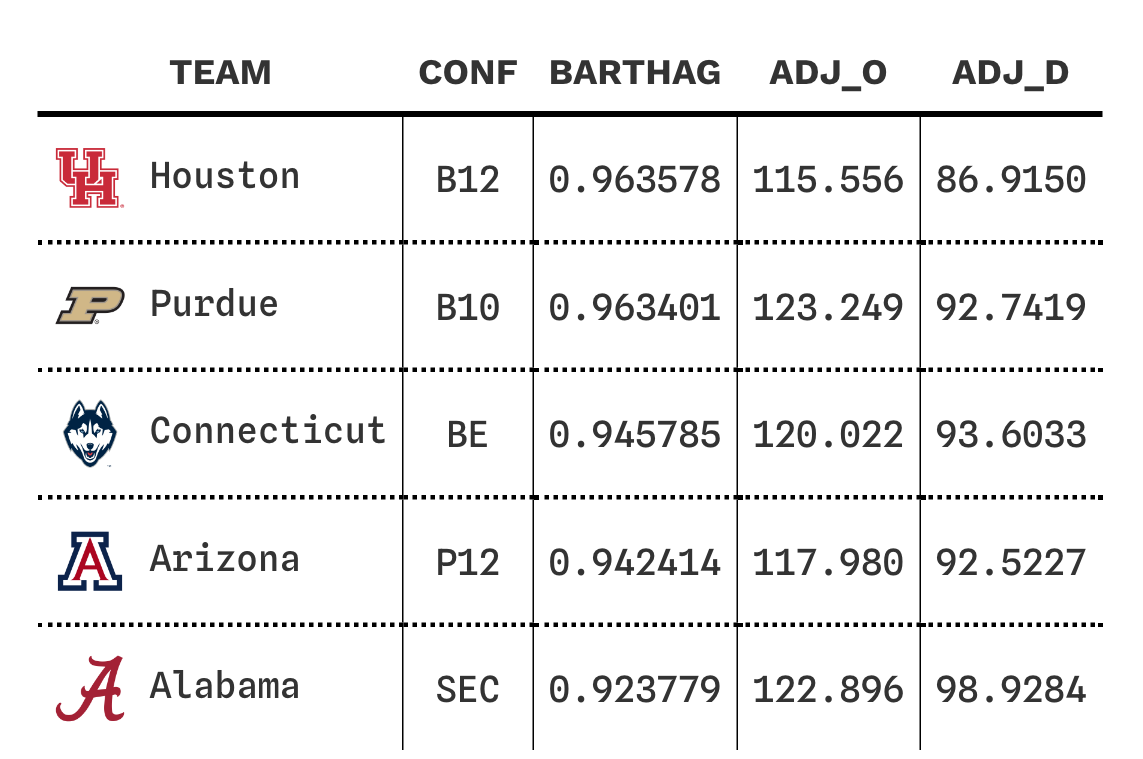 TEAM CONF BARTHAG ADJ_O ADJ_D
Houston B12 0.963578 115.556 86.9150
Purdue B10 0.963401 123.249 92.7419
Connecticut BE 0.945785 120.022 93.6033
Arizona P12 0.942414 117.980 92.5227
Alabama SEC 0.923779 122.896 98.9284